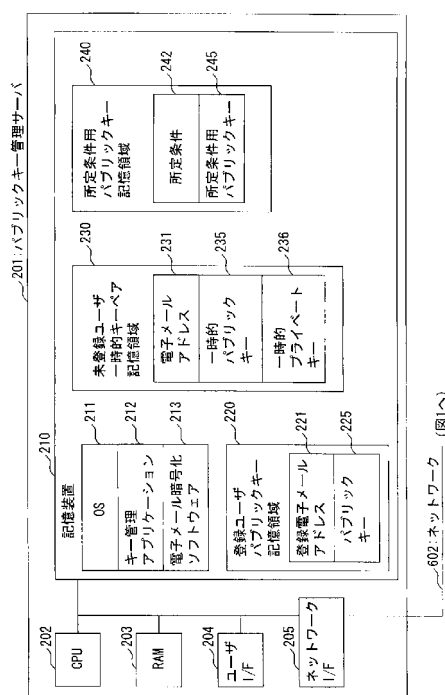 201:パブリックキー管理サーバ
202
CPU
203
RAM
204
ユーザ
I/F
205
ネットワーク
I/F
210
記憶装置
211
OS
212
キー管理
アプリケーション
213
電子メール暗号化
ソフトウェア
220
登録ユーザ
パブリックキー
記憶領域
221
登録電子メール
アドレス
225
パブリック
キー
230
未登録ユーザ
一時的キーペア
記憶領域
231
電子メール
アドレス
235
一時的
パブリック
キー
236
一時的
プライベート
キー
240
所定条件用
パブリックキー
記憶領域
242
所定条件
245
所定条件用
パブリックキー
602:ネットワーク
(図1へ)